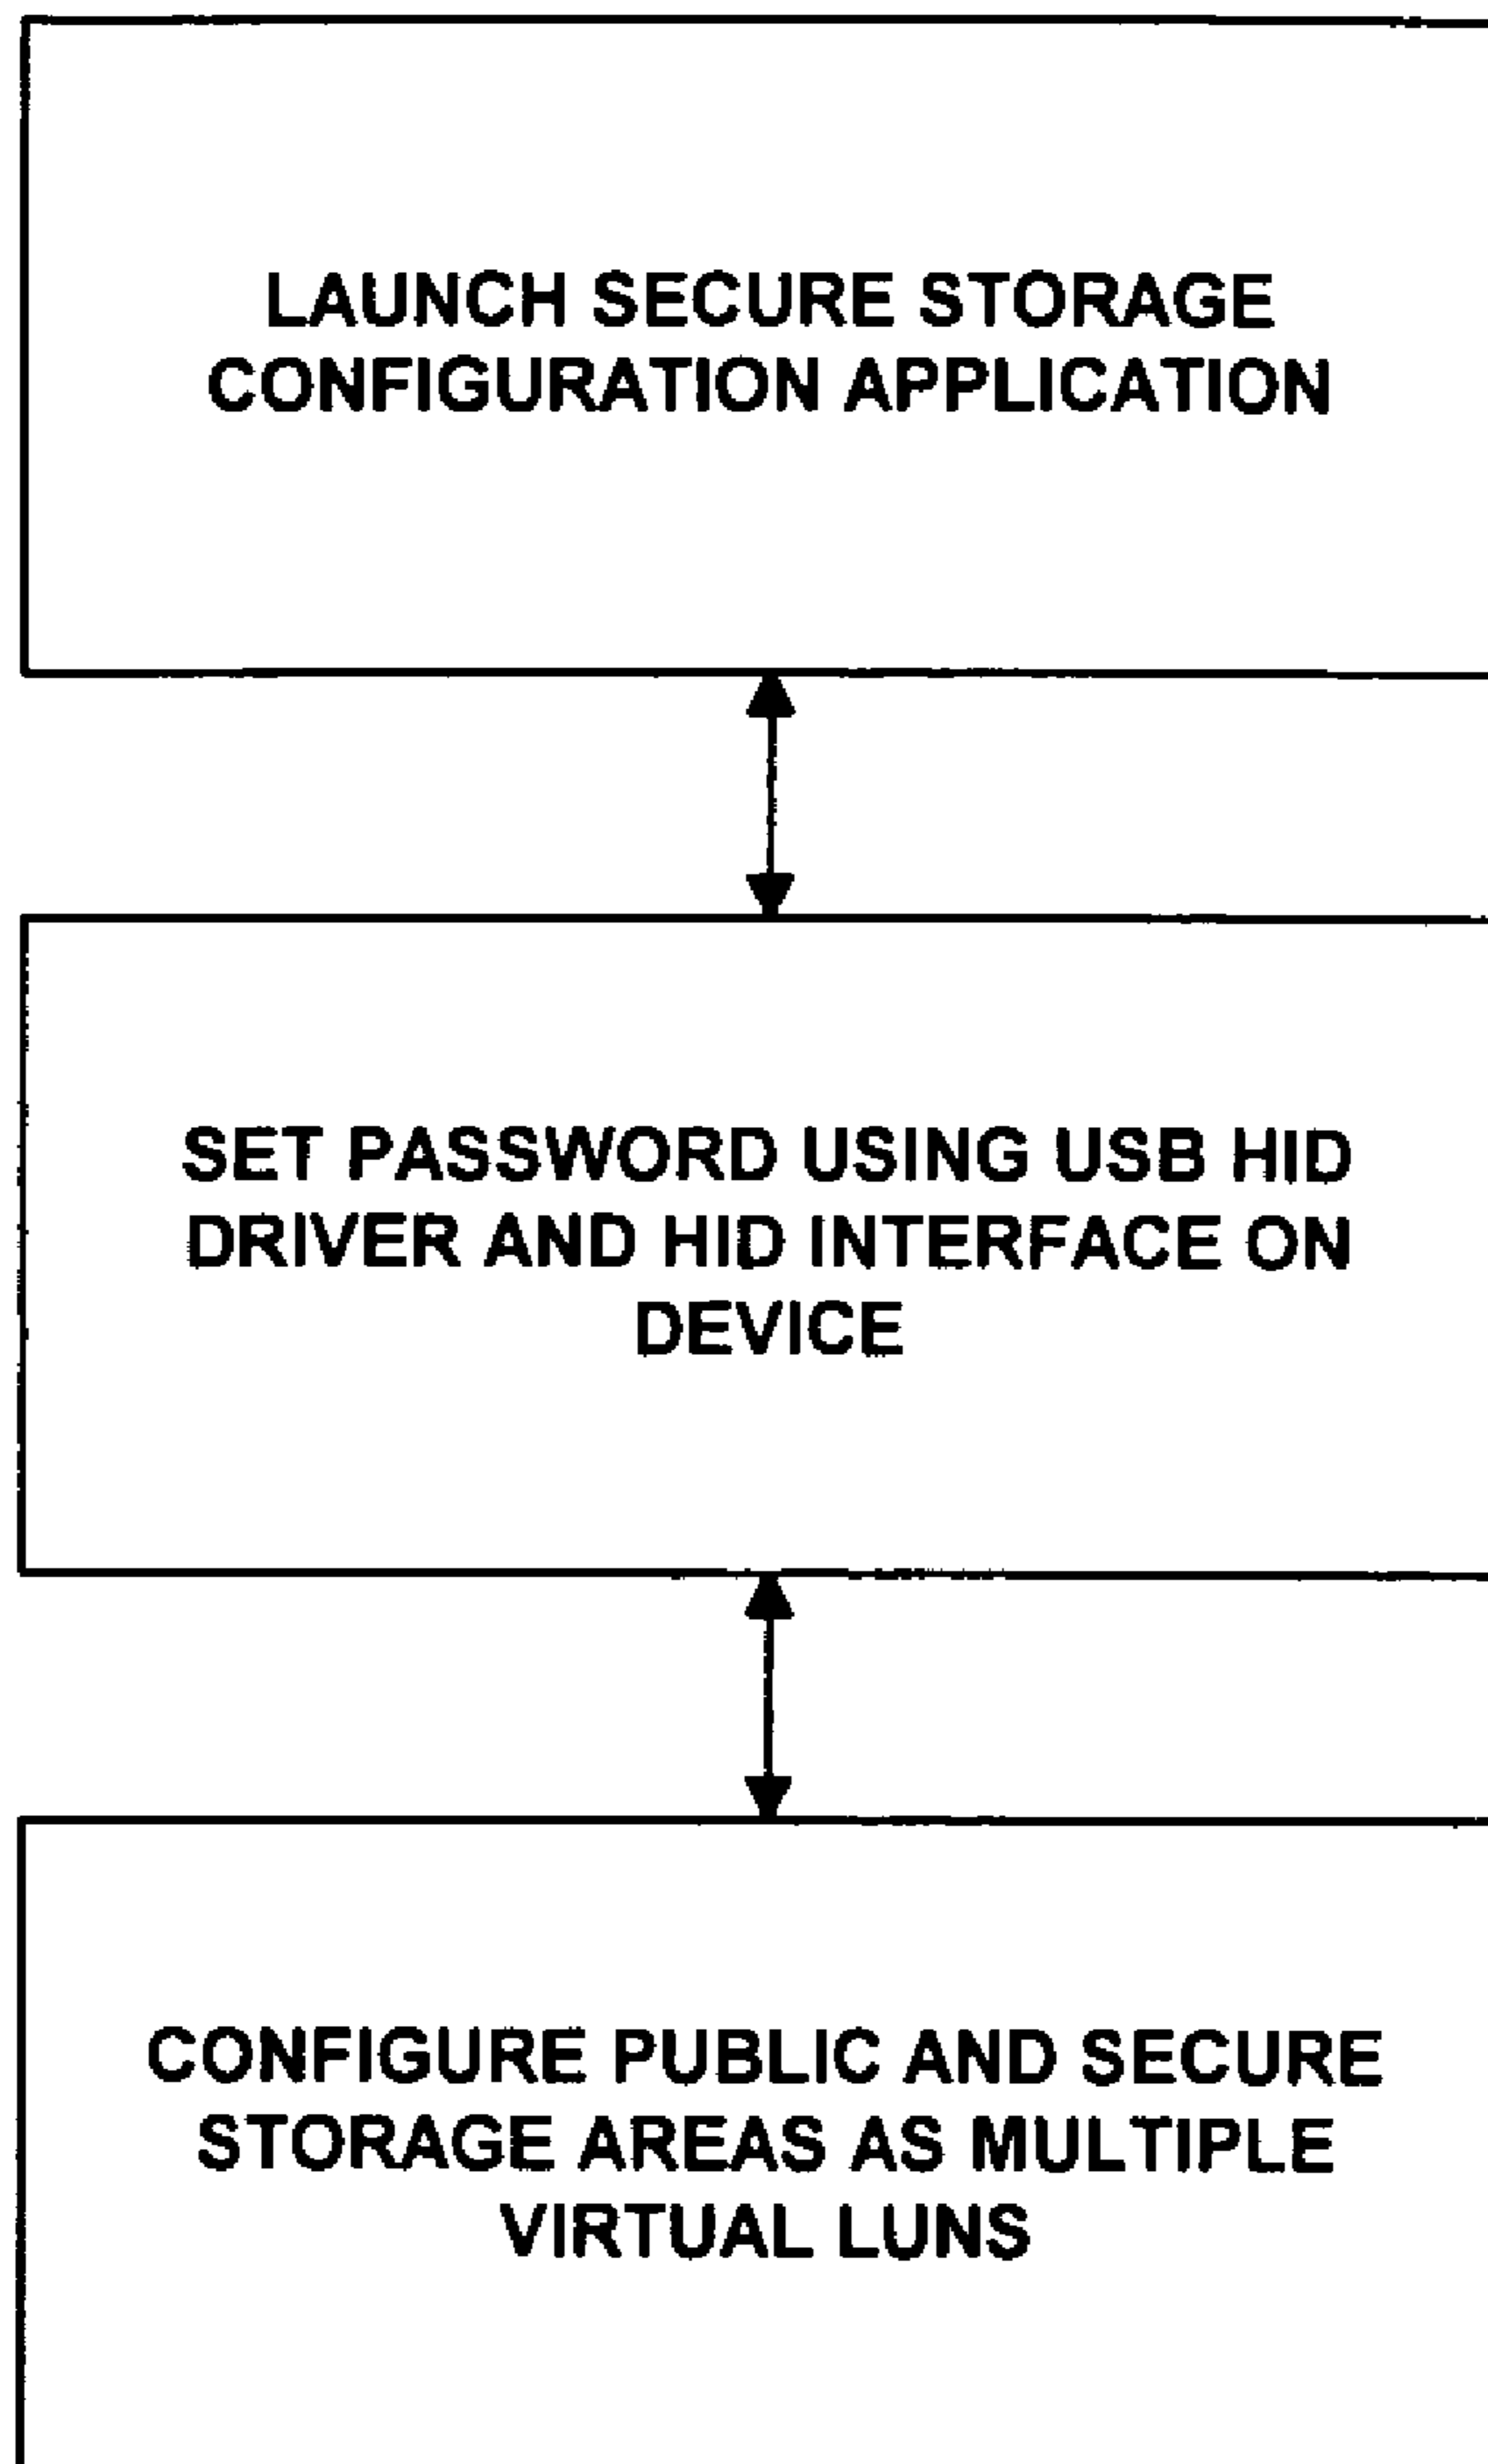 LAUNCH SECURE STORAGE
CONFIGURATION APPLICATION
SET PASSWORD USING USB HID
DRIVER AND HID INTERFACE ON
DEVICE
CONFIGURE PUBLIC AND SECURE
STORAGE AREAS AS MULTIPLE
VIRTUAL LUNS